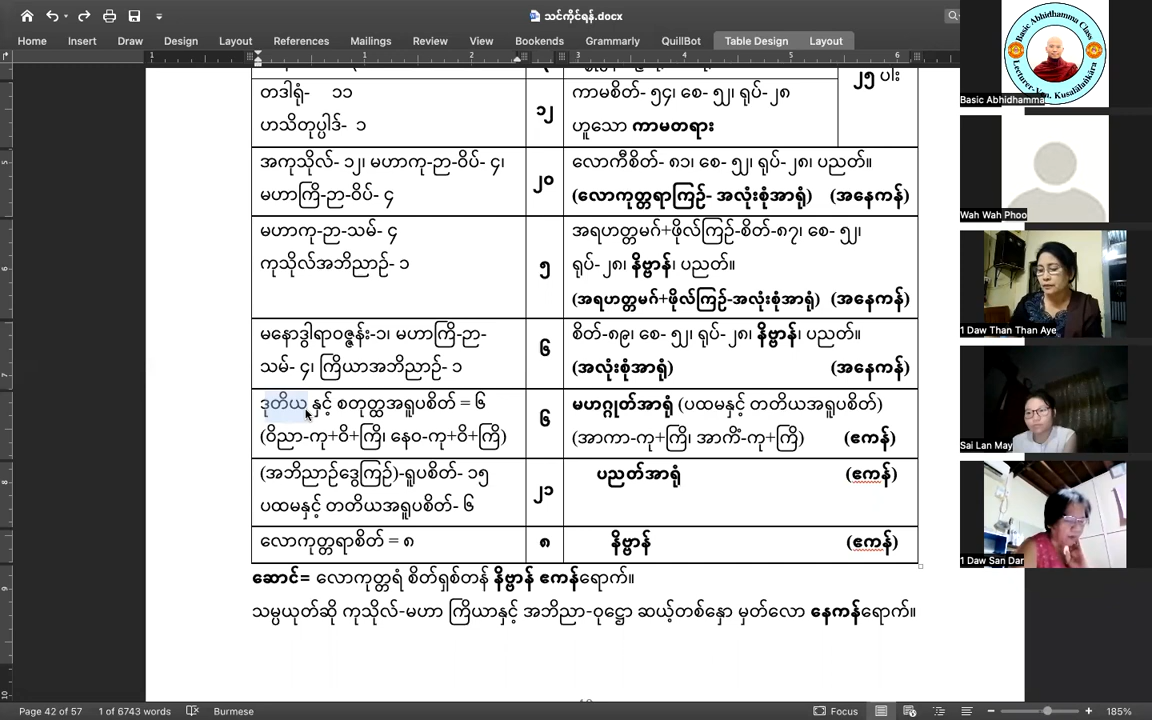 သင်ကိုင်ရန်.docx
Home Insert Draw Design Layout References Mailings Review View Bookends Grammarly QuillBot Table Design Layout
တဒါရုံ- ၁၁
ဟသိတုပ္ပါဒ်- ၁
၁၂
ကာမစိတ်- ၅၄၊ စေ- ၅၂၊ ရုပ်-၂၈
ဟူသော ကာမတရား
၂၅ ပါး
အကုသိုလ်- ၁၂၊ မဟာကု-ဉာ-ဝိပ်- ၄၊
မဟာကြိ-ဉာ-ဝိပ်- ၄
၂၀
လောကီစိတ်- ၈၁၊ စေ- ၅၂၊ ရုပ်-၂၈၊ ပညတ်။
(လောကုတ္တရာကြဉ်- အလုံးစုံအာရုံ) (အနေကန်)
မဟာကု-ဉာ-သမ်- ၄
ကုသိုလ်အဘိညာဉ်- ၁
၅
အရဟတ္တမဂ်+ဖိုလ်ကြဉ်-စိတ်-၈၇၊ စေ- ၅၂၊
ရုပ်-၂၈၊ နိဗ္ဗာန်၊ ပညတ်။
(အရဟတ္တမဂ်+ဖိုလ်ကြဉ်-အလုံးစုံအာရုံ) (အနေကန်)
မနောဒွါရာဝဇ္ဇန်း-၁၊ မဟာကြိ-ဉာ-
သမ်- ၄၊ ကြိယာအဘိညာဉ်- ၁
၆
စိတ်-၈၉၊ စေ- ၅၂၊ ရုပ်-၂၈၊ နိဗ္ဗာန်၊ ပညတ်။
(အလုံးစုံအာရုံ) (အနေကန်)
ဒုတိယနှင့် စတုတ္ထအရူပစိတ် = ၆
(ဝိညာ-ကု+ဝိ+ကြိ၊ နေဝ-ကု+ဝိ+ကြိ)
၆
မဟဂ္ဂုတ်အာရုံ (ပထမနှင့် တတိယအရူပစိတ်)
(အာကာ-ကု+ကြိ၊ အာကိံ-ကု+ကြိ) (ဧကန်)
(အဘိညာဉ်ဒွေကြဉ်)-ရူပစိတ်- ၁၅
ပထမနှင့် တတိယအရူပစိတ်- ၆
၂၁
ပညတ်အာရုံ (ဧကန်)
လောကုတ္တရာစိတ် = ၈
၈
နိဗ္ဗာန် (ဧကန်)
ဆောင်= လောကုတ္တရံ စိတ်ရှစ်တန် နိဗ္ဗာန် ဧကန်ရောက်။
သမ္ပယုတ်ဆို ကုသိုလ်-မဟာ ကြိယာနှင့် အဘိညာ-ဝုဋ္ဌော ဆယ့်တစ်နှော မှတ်လော နေကန်ရောက်။
Page 42 of 57 1 of 6743 words Burmese Focus 185%
Basic Abhidhamma Class
Lecturer-Ven. Kusalālaṅkāra
Basic Abhidhamma
Wah Wah Phoo
1 Daw Than Than Aye
Sai Lan May
1 Daw San Dar